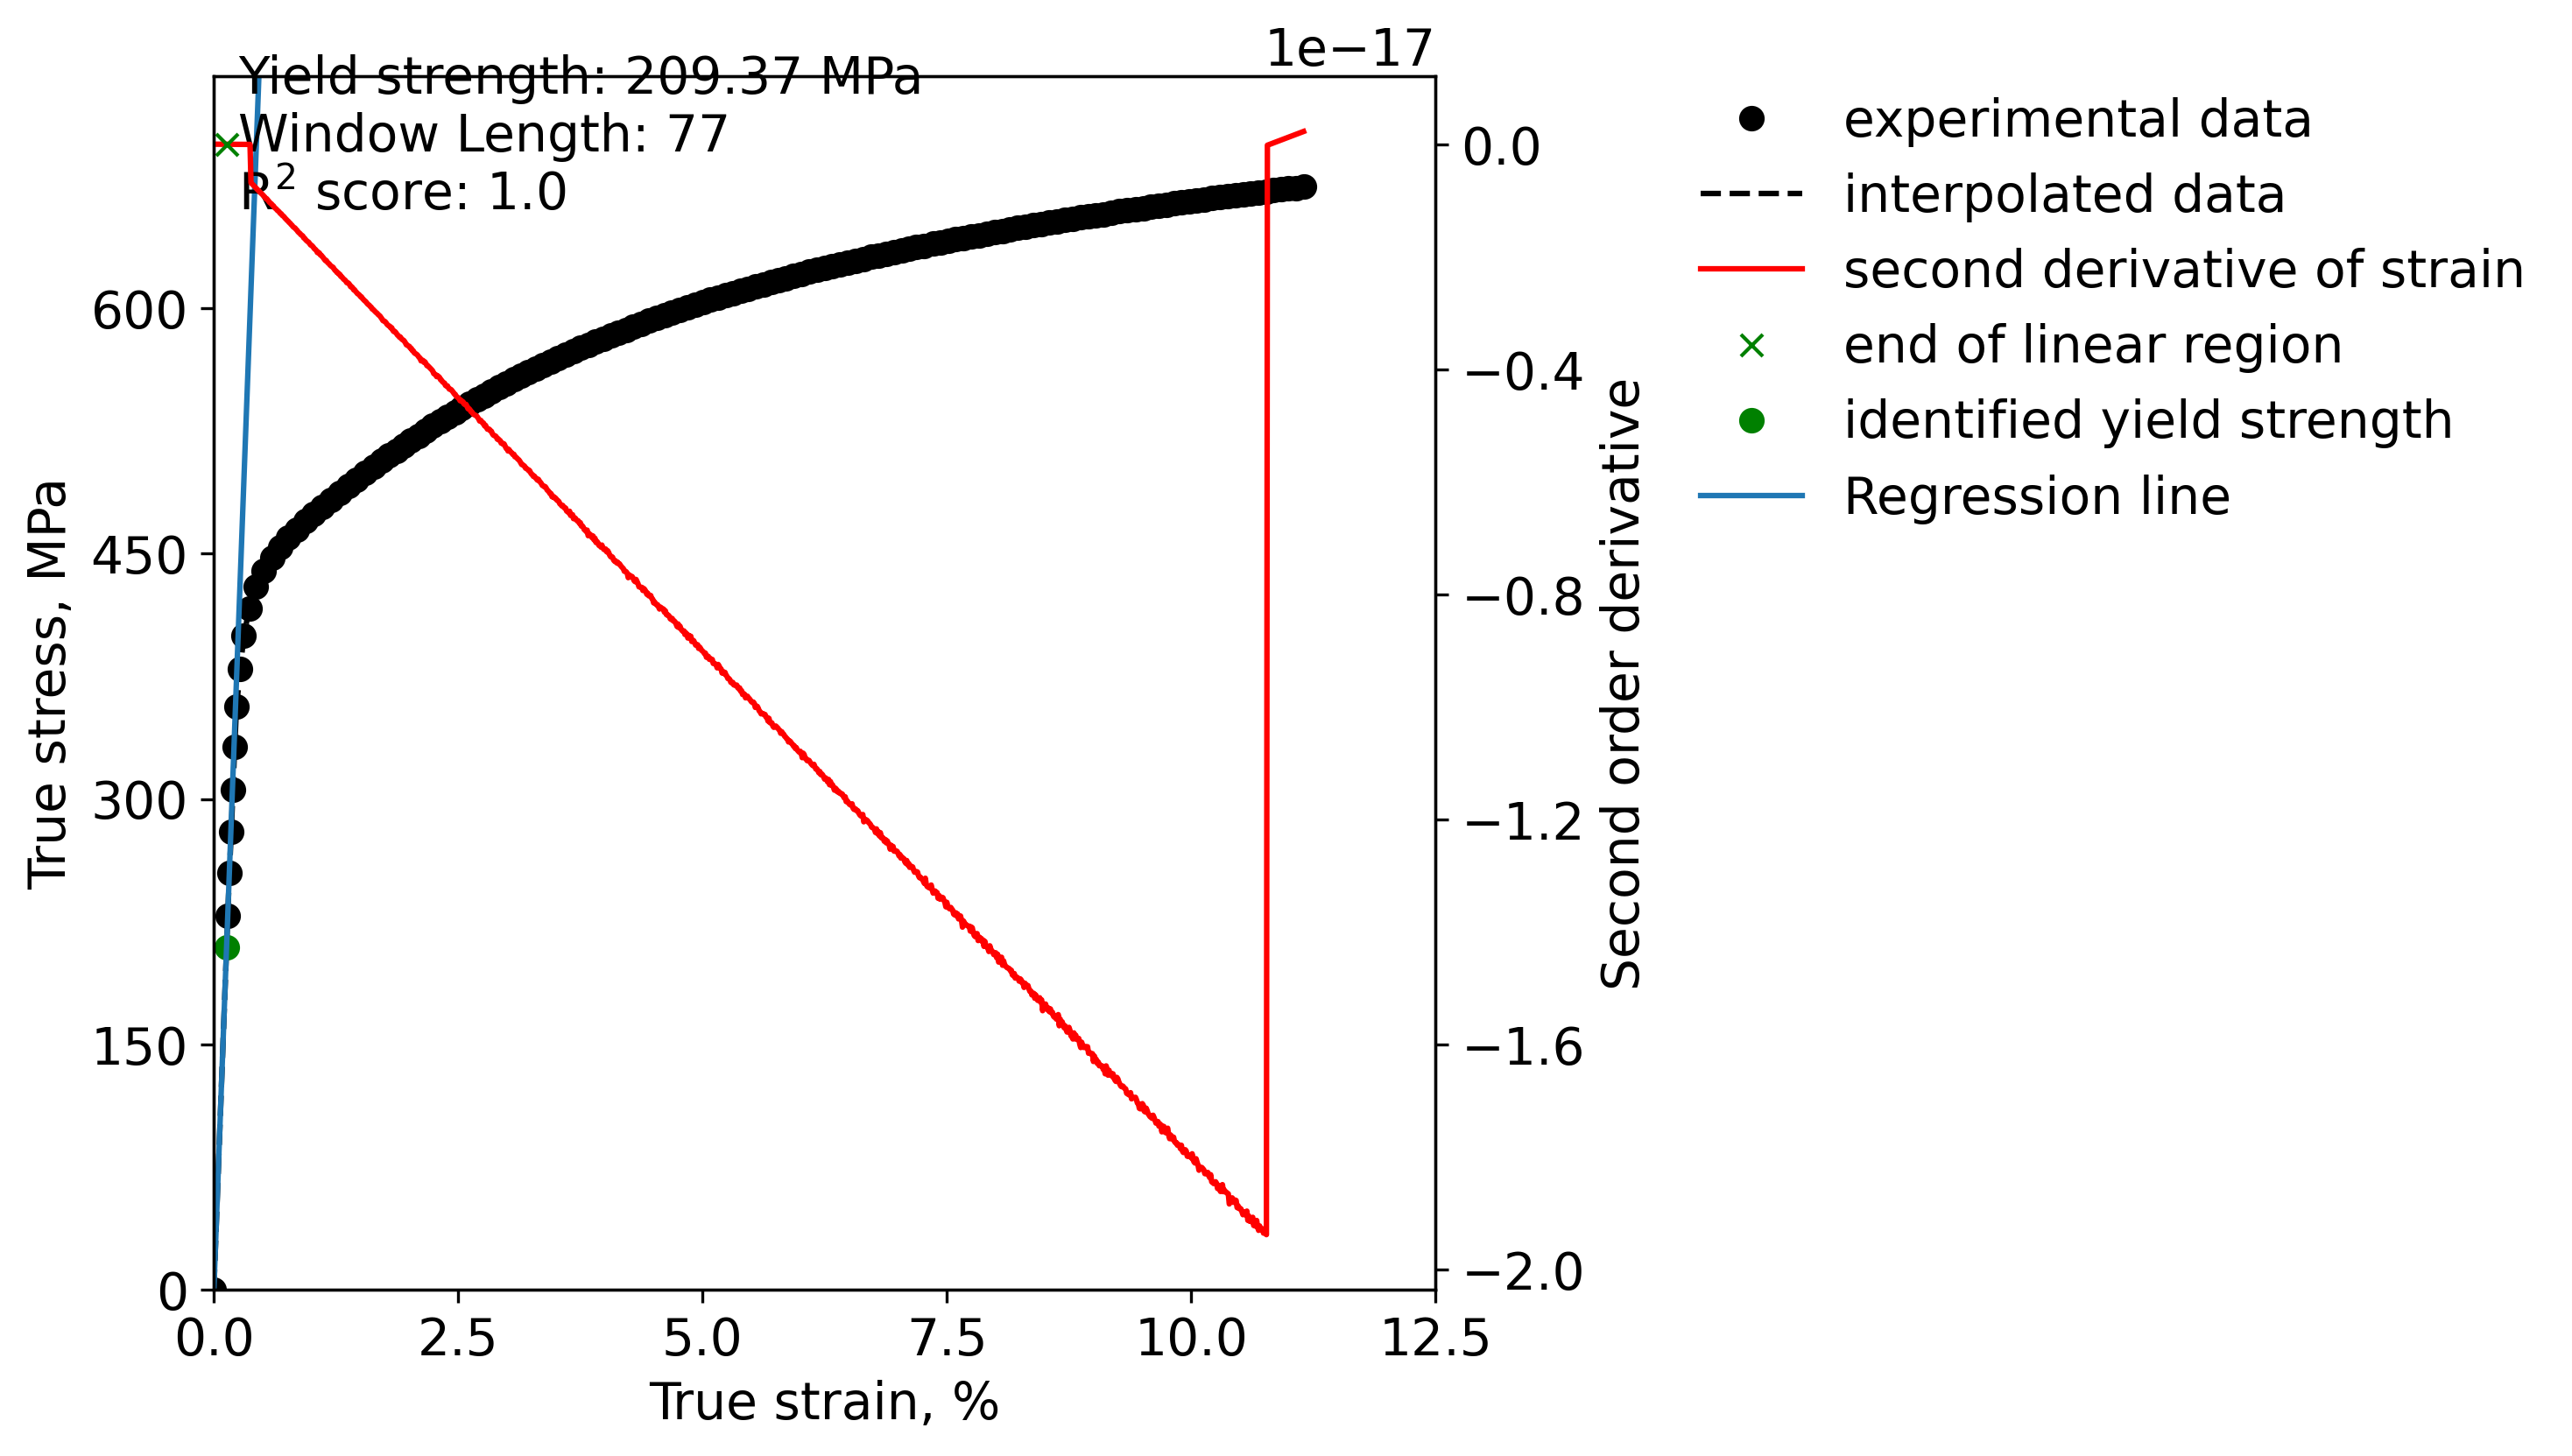 1e−17
Yield strength: 209.37 MPa
Window Length: 77
R² score: 1.0
600
450
300
150
0
True stress, MPa
0.0
2.5
5.0
7.5
10.0
12.5
True strain, %
0.0
−0.4
−0.8
−1.2
−1.6
−2.0
Second order derivative
experimental data
interpolated data
second derivative of strain
end of linear region
identified yield strength
Regression line